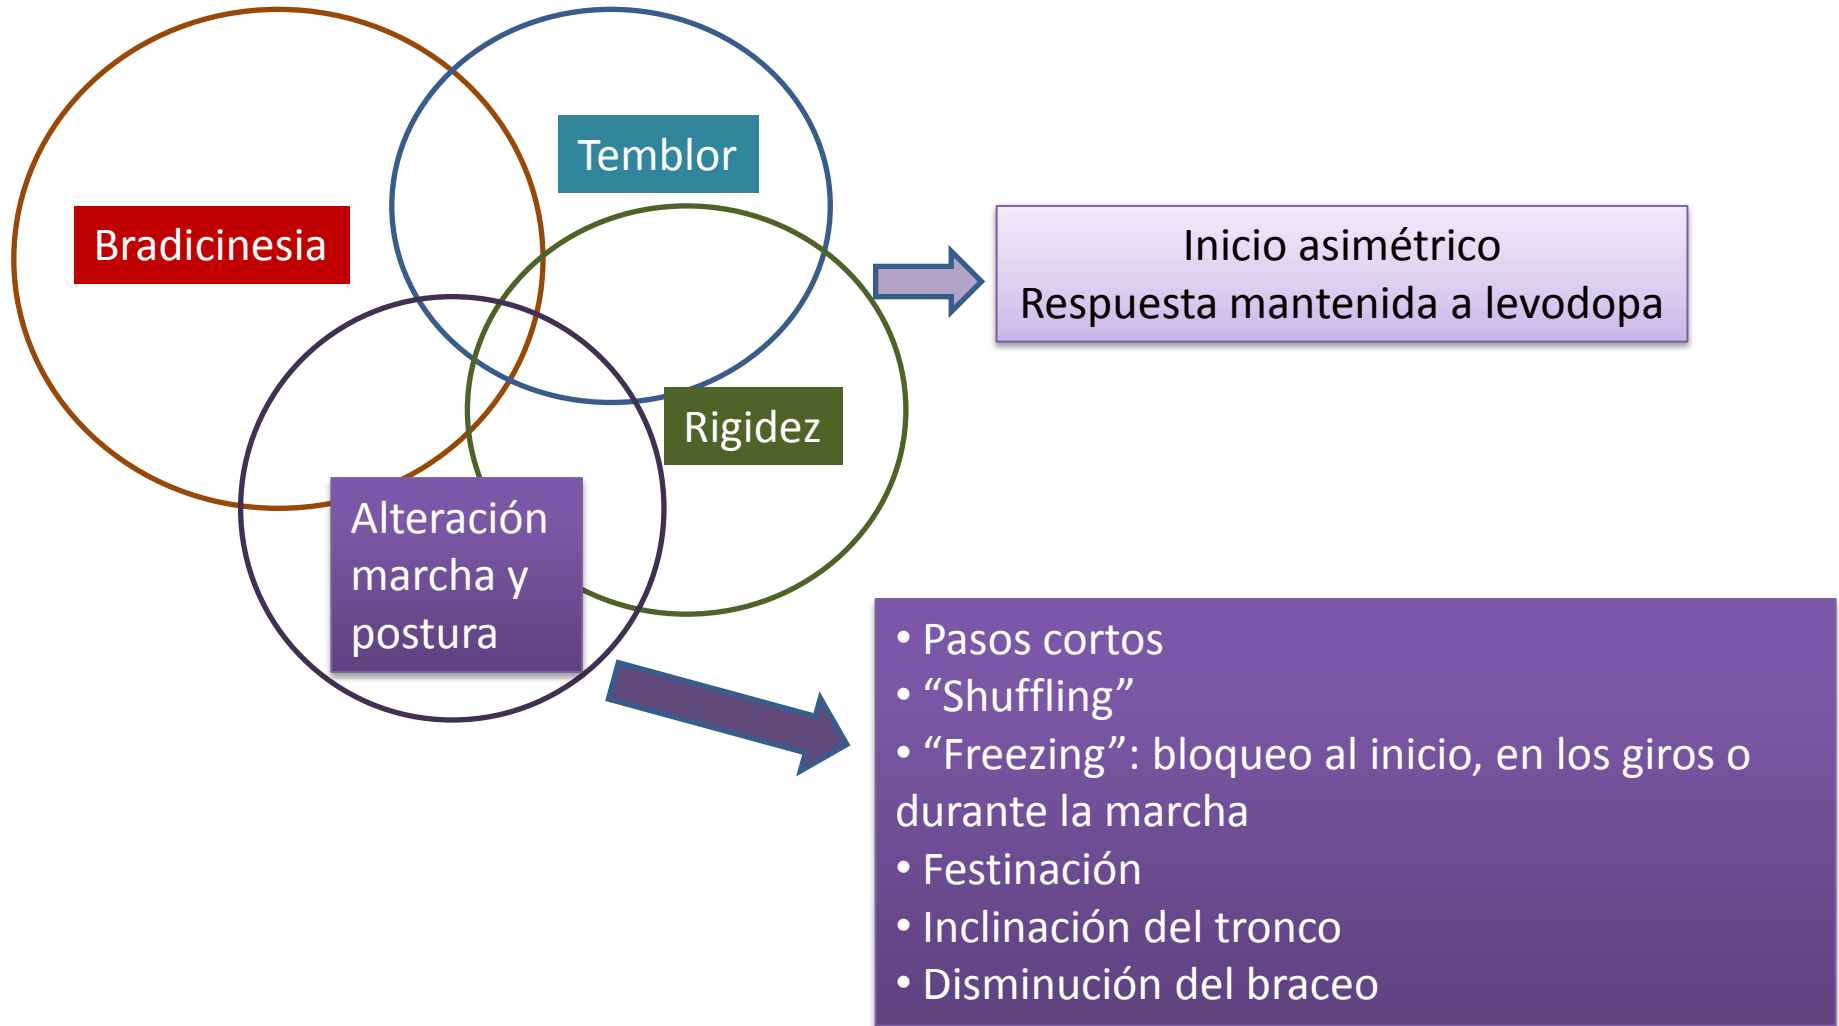 Temblor
Bradicinesia
Inicio asimétrico
Respuesta mantenida a levodopa
Rigidez
Alteración
marcha y
postura
• Pasos cortos
• “Shuffling”
• “Freezing”: bloqueo al inicio, en los giros o
durante la marcha
• Festinación
• Inclinación del tronco
• Disminución del braceo